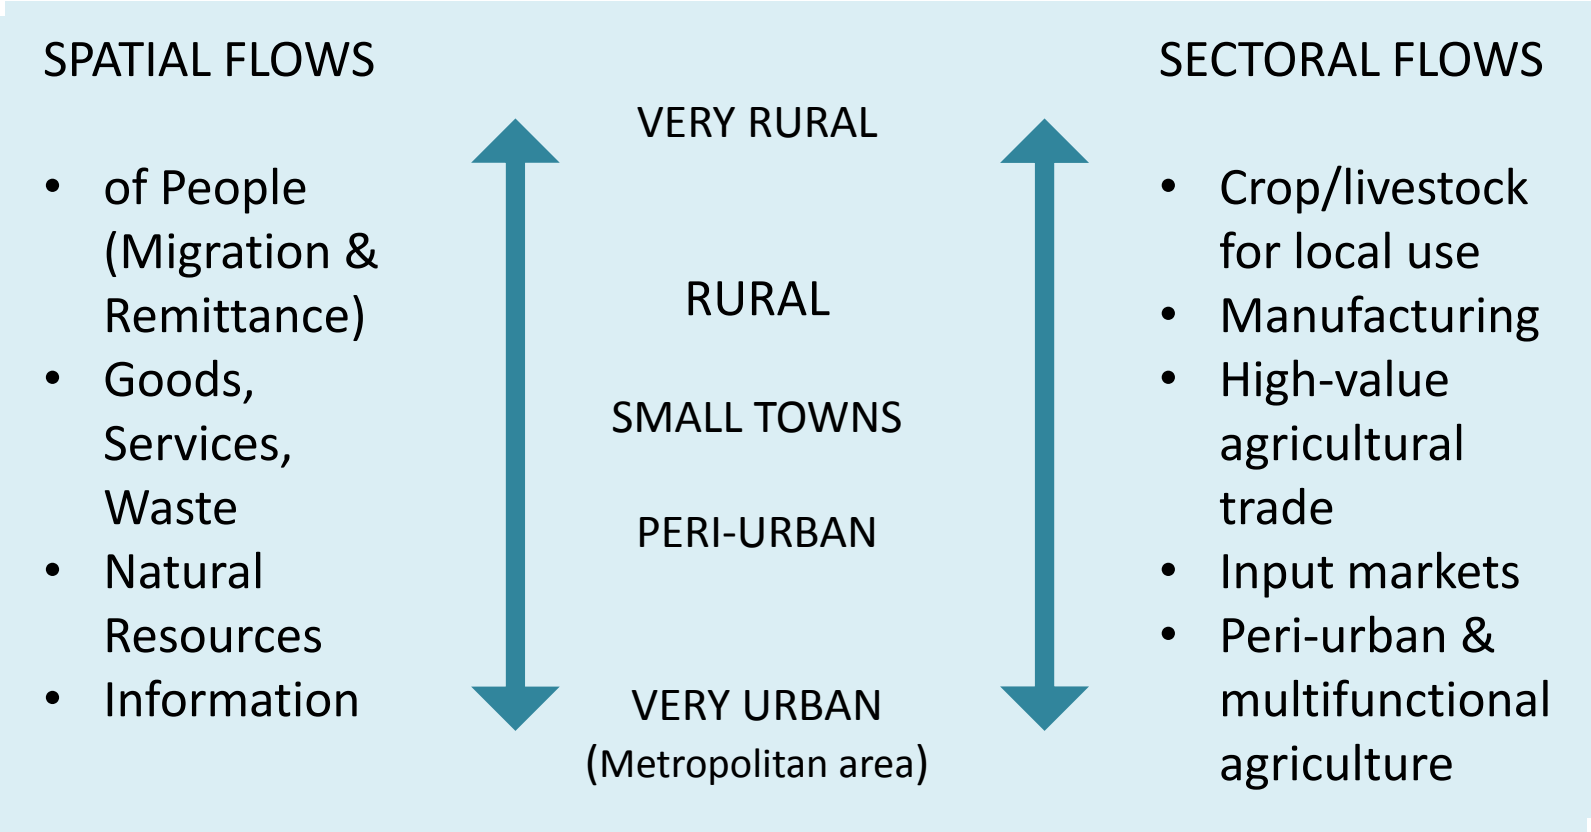 SPATIAL FLOWS
• of People
(Migration &
Remittance)
• Goods,
Services,
Waste
• Natural
Resources
• Information
VERY RURAL
RURAL
SMALL TOWNS
PERI-URBAN
VERY URBAN
(Metropolitan area)
SECTORAL FLOWS
• Crop/livestock
for local use
• Manufacturing
• High-value
agricultural
trade
• Input markets
• Peri-urban &
multifunctional
agriculture